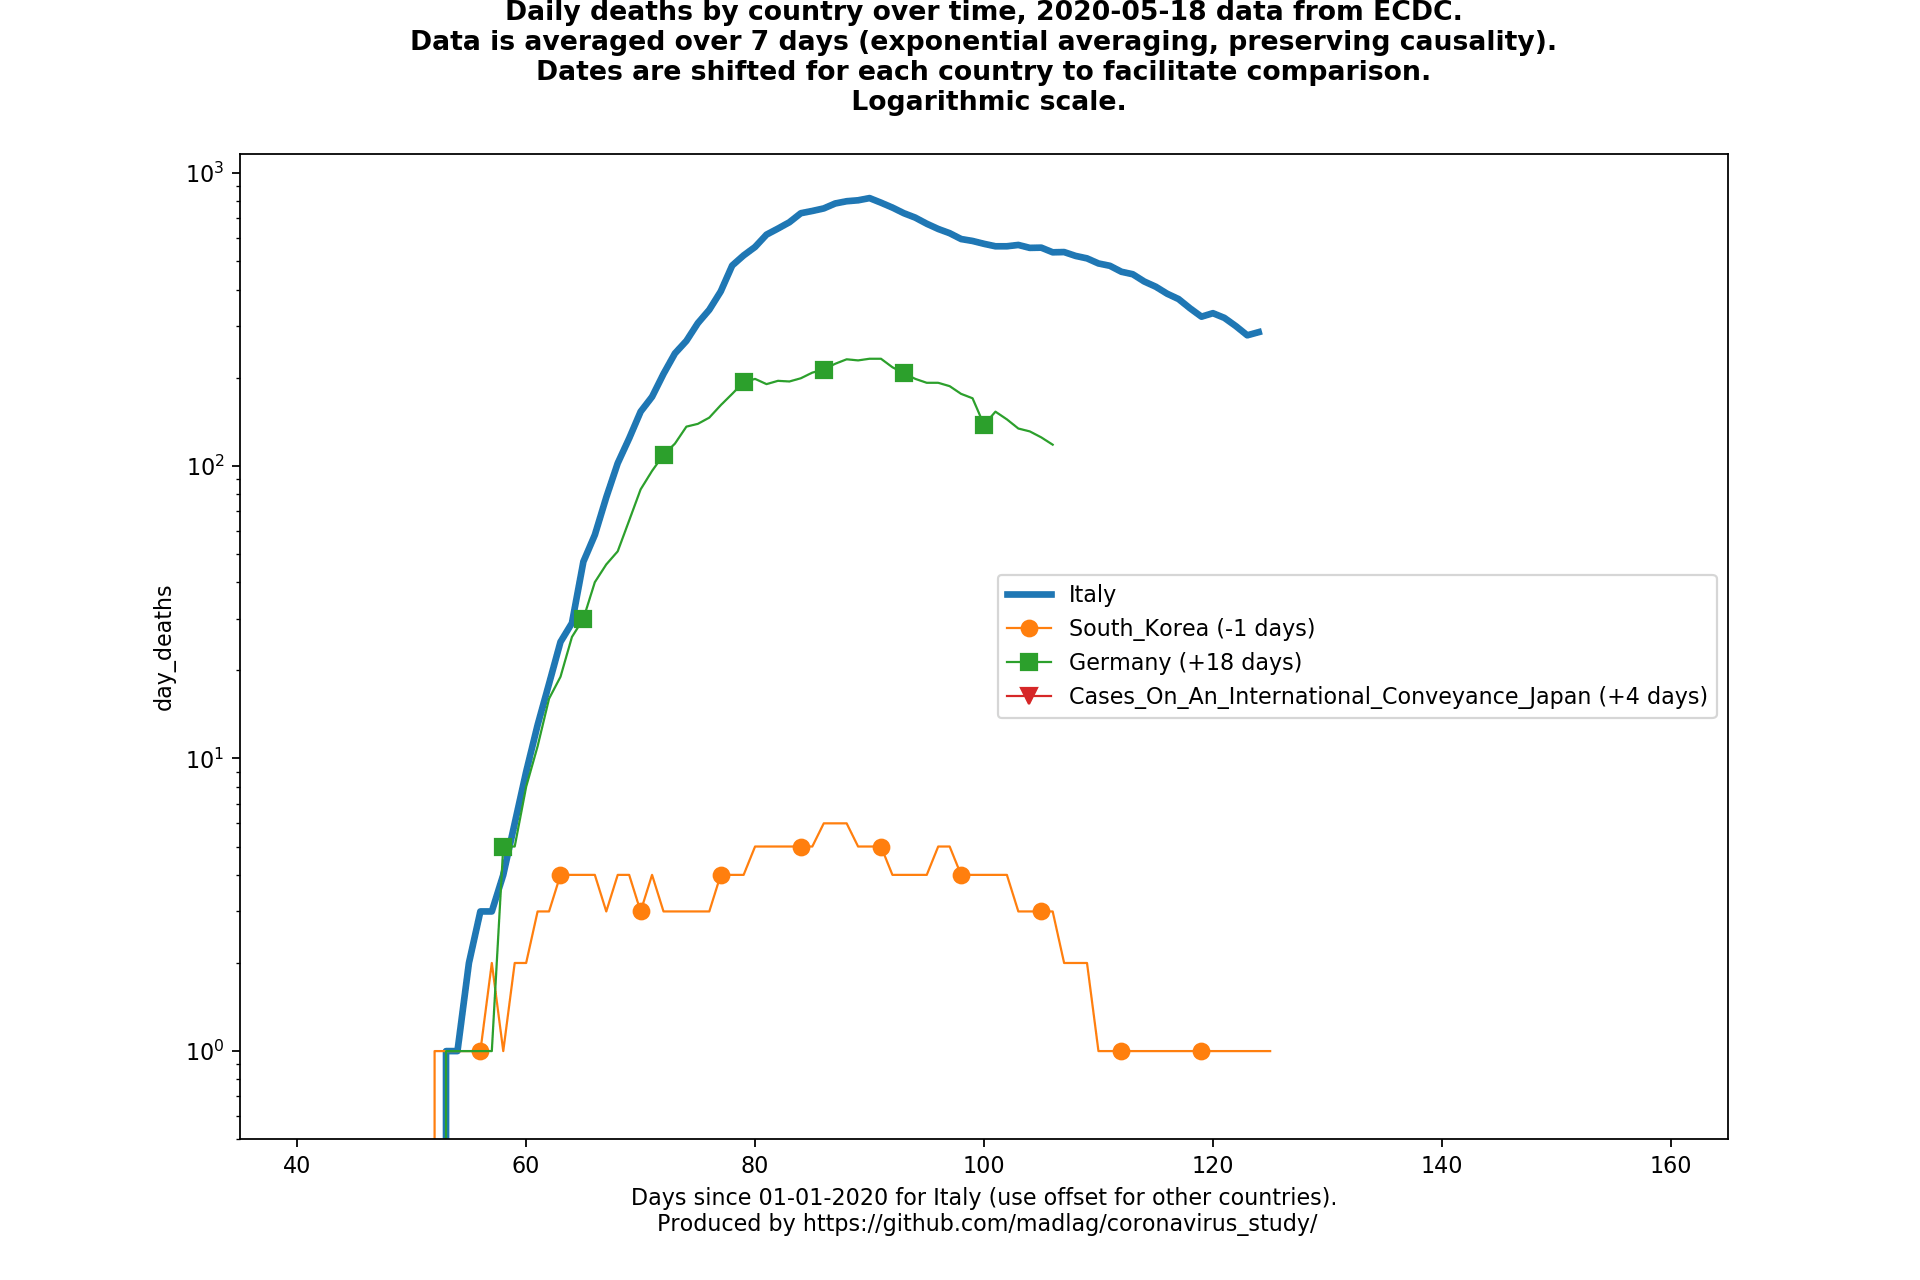 Daily deaths by country over time, 2020-05-18 data from ECDC.
Data is averaged over 7 days (exponential averaging, preserving causality).
Dates are shifted for each country to facilitate comparison.
Logarithmic scale.
10³
10²
10¹
10⁰
day_deaths
Italy
South_Korea (-1 days)
Germany (+18 days)
Cases_On_An_International_Conveyance_Japan (+4 days)
40 60 80 100 120 140 160
Days since 01-01-2020 for Italy (use offset for other countries).
Produced by https://github.com/madlag/coronavirus_study/